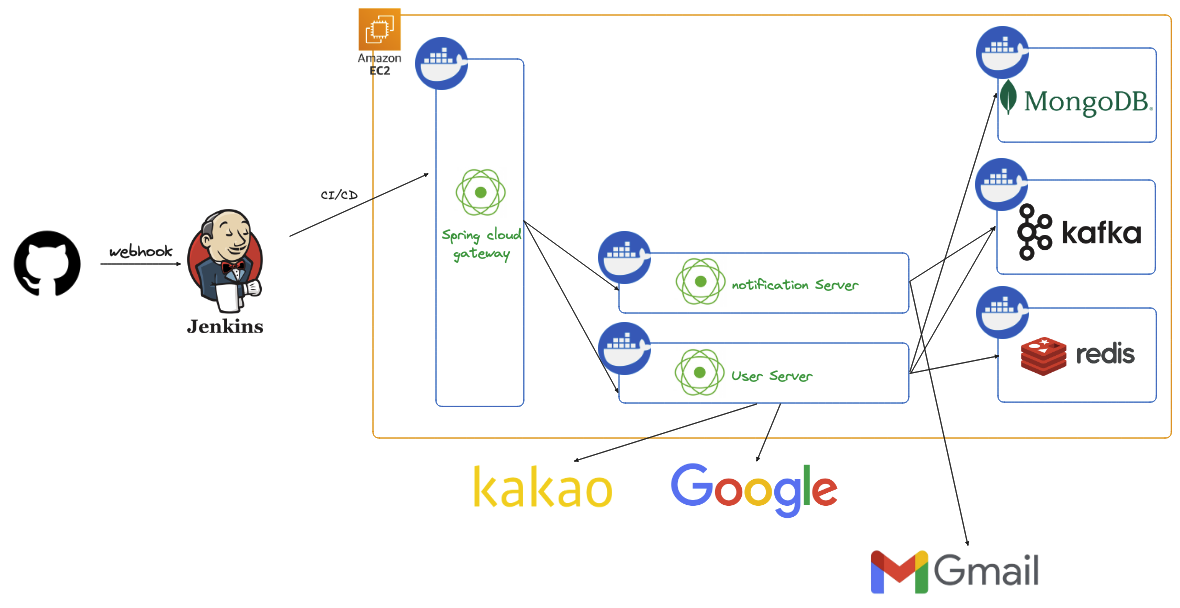 Amazon
EC2
MongoDB®
CI/CD
kafka
webhook
Spring cloud
gateway
notification Server
Jenkins
redis
User Server
kakao
Google
Gmail